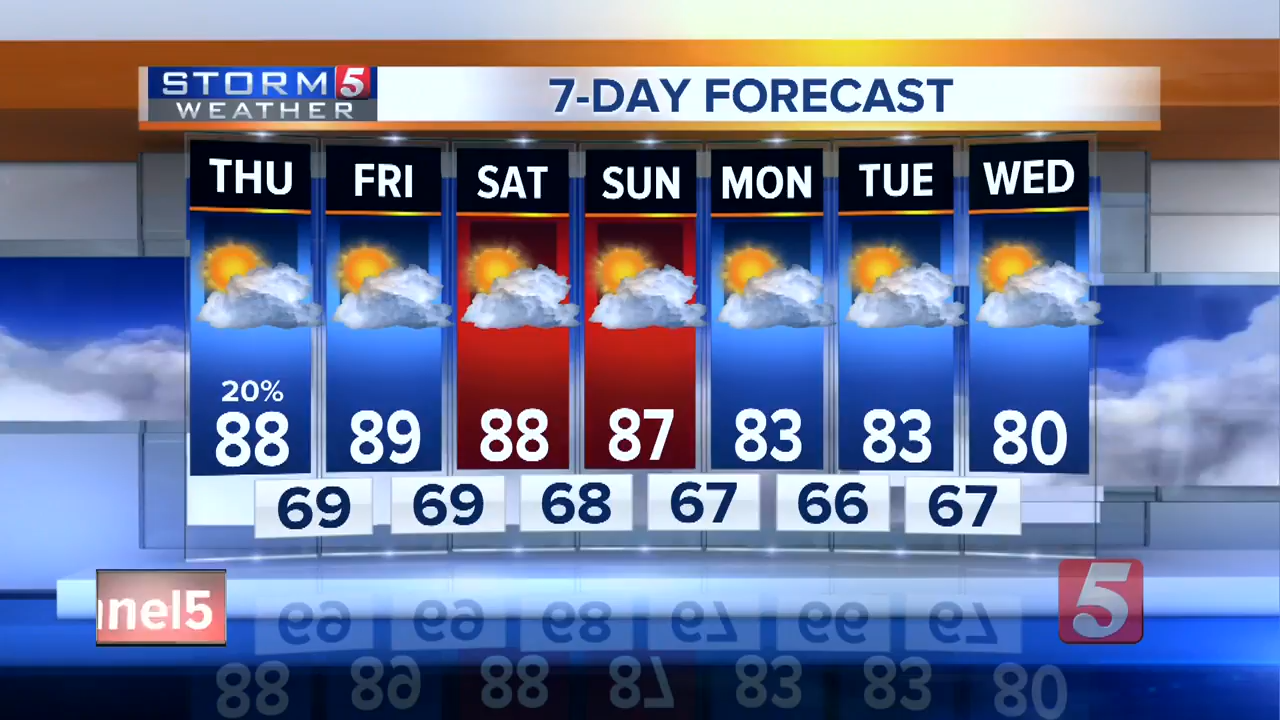 STORM 5
WEATHER
7-DAY FORECAST
THU FRI SAT SUN MON TUE WED
20%
88 89 88 87 83 83 80
69 69 68 67 66 67
nel5
5